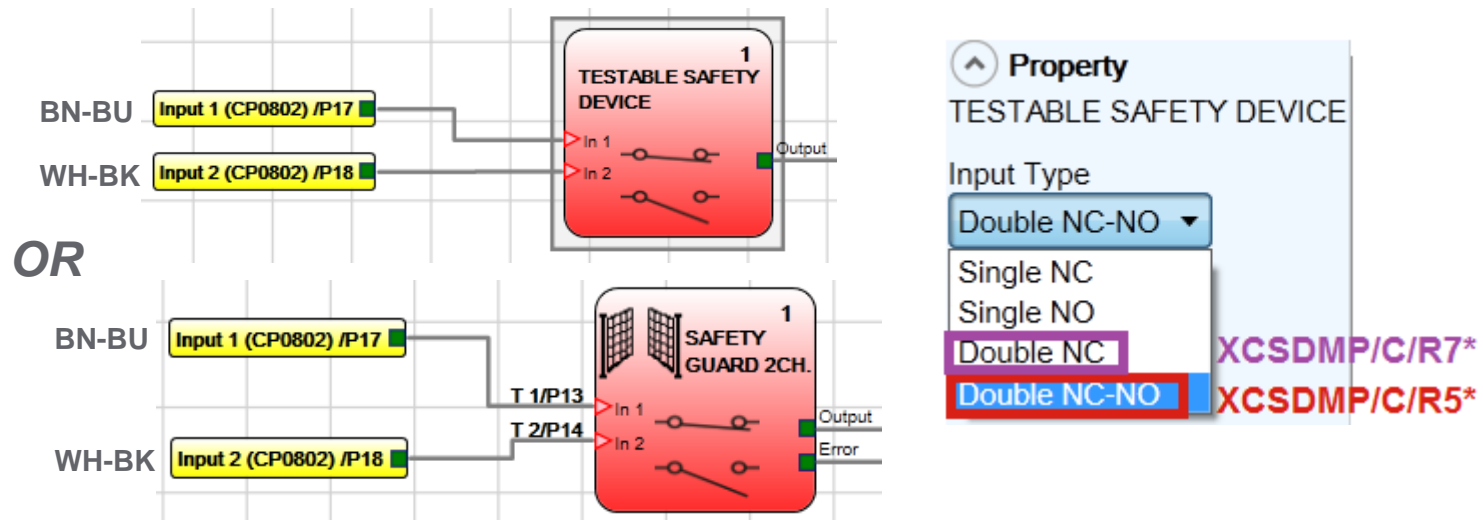 BN-BU
Input 1 (CP0802) /P17
WH-BK
Input 2 (CP0802) /P18
1
TESTABLE SAFETY
DEVICE
In 1
In 2
Output
OR
BN-BU
Input 1 (CP0802) /P17
WH-BK
Input 2 (CP0802) /P18
T 1/P13
T 2/P14
1
SAFETY
GUARD 2CH.
In 1
In 2
Output
Error
Property
TESTABLE SAFETY DEVICE
Input Type
Double NC-NO
Single NC
Single NO
Double NC
XCSDMP/C/R7*
Double NC-NO
XCSDMP/C/R5*